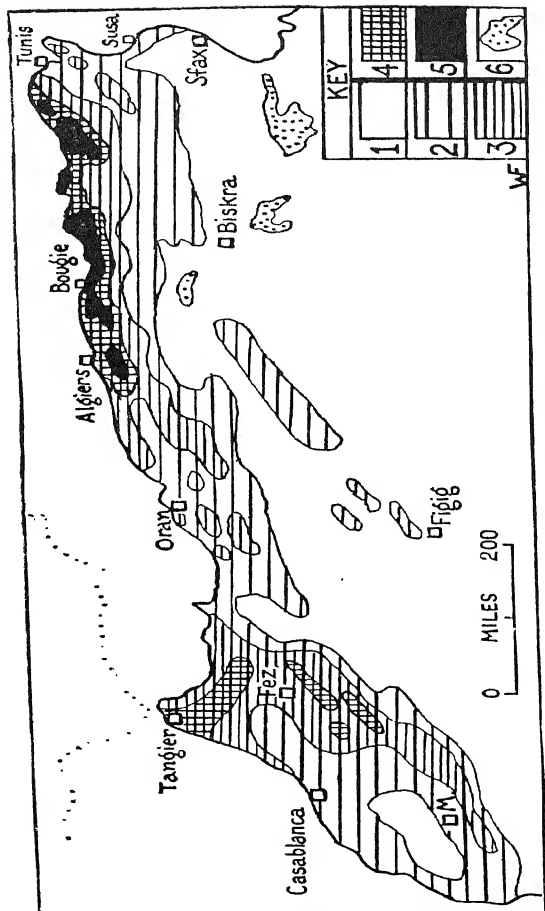 Tunis
Susa
Sfax
Bougie
Algiers
Biskra
Oran
Figig
Tangier
Fez
Casablanca
M.
0 MILES 200
KEY
1 4
2 5
3 6
WF